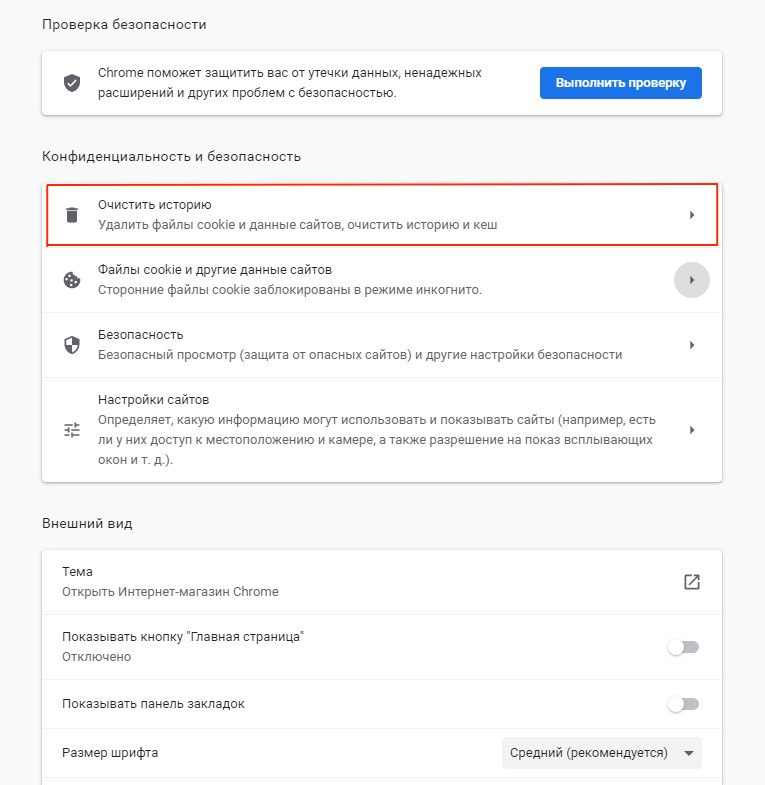 Проверка безопасности
Chrome поможет защитить вас от утечки данных, ненадежных
расширений и других проблем с безопасностью.
Выполнить проверку
Конфиденциальность и безопасность
Очистить историю
Удалить файлы cookie и данные сайтов, очистить историю и кеш
Файлы cookie и другие данные сайтов
Сторонние файлы cookie заблокированы в режиме инкогнито.
Безопасность
Безопасный просмотр (защита от опасных сайтов) и другие настройки безопасности
Настройки сайтов
Определяет, какую информацию могут использовать и показывать сайты (например, есть
ли у них доступ к местоположению и камере, а также разрешение на показ всплывающих
окон и т. д.).
Внешний вид
Тема
Открыть Интернет-магазин Chrome
Показывать кнопку "Главная страница"
Отключено
Показывать панель закладок
Размер шрифта
Средний (рекомендуется)